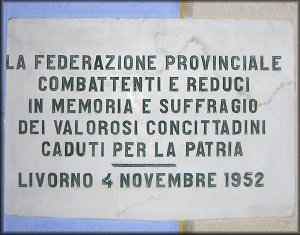 LA FEDERAZIONE PROVINCIALE
COMBATTENTI E REDUCI
IN MEMORIA E SUFFRAGIO
DEI VALOROSI CONCITTADINI
CADUTI PER LA PATRIA
LIVORNO 4 NOVEMBRE 1952